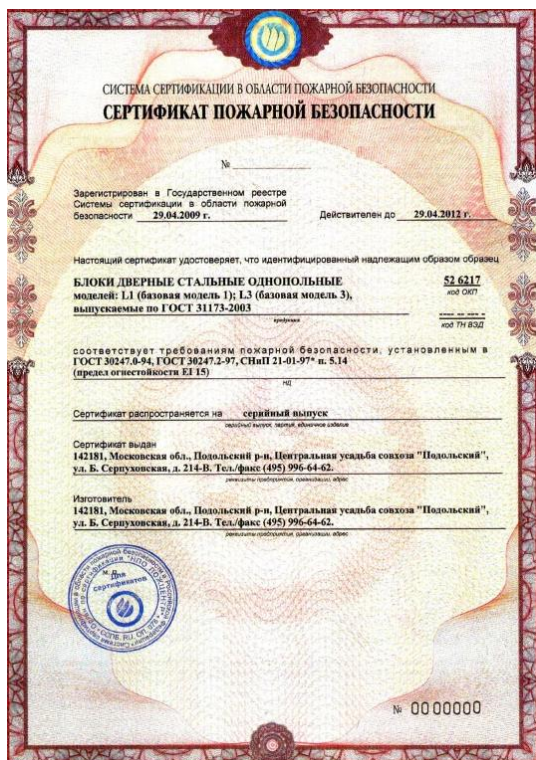 СИСТЕМА СЕРТИФИКАЦИИ В ОБЛАСТИ ПОЖАРНОЙ БЕЗОПАСНОСТИ
СЕРТИФИКАТ ПОЖАРНОЙ БЕЗОПАСНОСТИ
№
Зарегистрирован в Государственном реестре
Системы сертификации в области пожарной
безопасности 29.04.2009 г. Действителен до 29.04.2012 г.
Настоящий сертификат удостоверяет, что идентифицированный надлежащим образом образец
БЛОКИ ДВЕРНЫЕ СТАЛЬНЫЕ ОДНОПОЛЬНЫЕ 52 6217
моделей: L1 (базовая модель 1); L3 (базовая модель 3), код ОКП
выпускаемые по ГОСТ 31173-2003
продукция
код ТН ВЭД
соответствует требованиям пожарной безопасности, установленным в
ГОСТ 30247.0-94, ГОСТ 30247.2-97, СНиП 21-01-97* п. 5.14
(предел огнестойкости EI 15)
НД
Сертификат распространяется на серийный выпуск
серийный выпуск, партия, единичное изделие
Сертификат выдан
142181, Московская обл., Подольский р-н, Центральная усадьба совхоза "Подольский",
ул. Б. Серпуховская, д. 214-В. Тел./факс (495) 996-64-62.
реквизиты предприятия, организации, адрес
Изготовитель
142181, Московская обл., Подольский р-н, Центральная усадьба совхоза "Подольский",
ул. Б. Серпуховская, д. 214-В. Тел./факс (495) 996-64-62.
реквизиты предприятия, организации, адрес
М. П.
Для
сертификатов
№ 00 00000